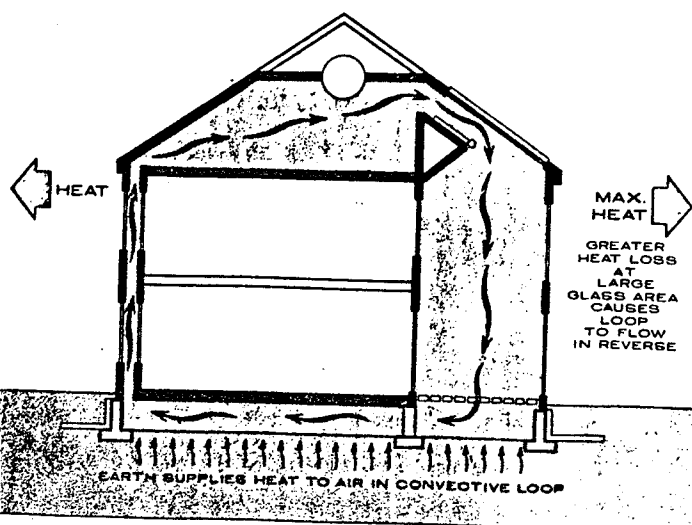 HEAT
MAX.
HEAT
GREATER
HEAT LOSS
AT
LARGE
GLASS AREA
CAUSES
LOOP
TO FLOW
IN REVERSE
EARTH SUPPLIES HEAT TO AIR IN CONVECTIVE LOOP